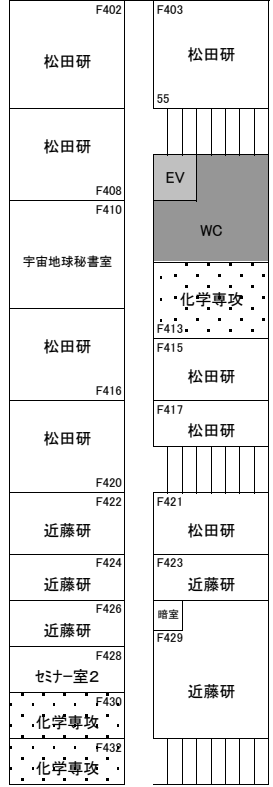 F402
松田研
松田研
F408
F410
宇宙地球秘書室
松田研
F416
松田研
F420
F422
近藤研
F424
近藤研
F426
近藤研
F428
セミナー室2
F430
化学専攻
F432
化学専攻
F403
松田研
55
EV
WC
化学専攻
F413
F415
松田研
F417
松田研
F421
松田研
F423
近藤研
暗室
F429
近藤研